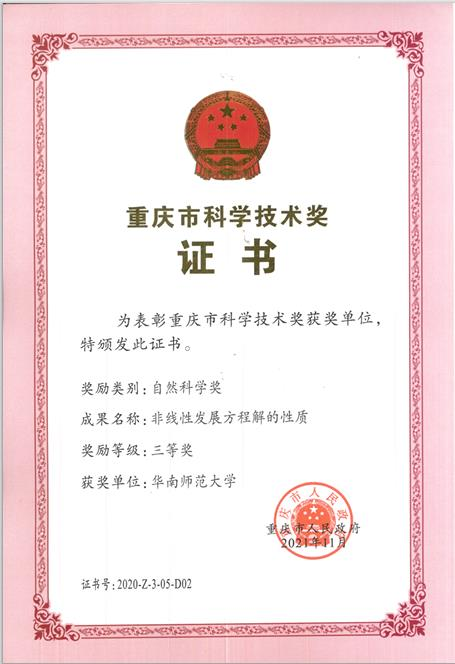 重庆市科学技术奖
证书
为表彰重庆市科学技术奖获奖单位，
特颁发此证书。
奖励类别：自然科学奖
成果名称：非线性发展方程解的性质
奖励等级：三等奖
获奖单位：华南师范大学
重庆市人民政府
重庆市人民政府
2021年11月
证书号：2020-Z-3-05-D02